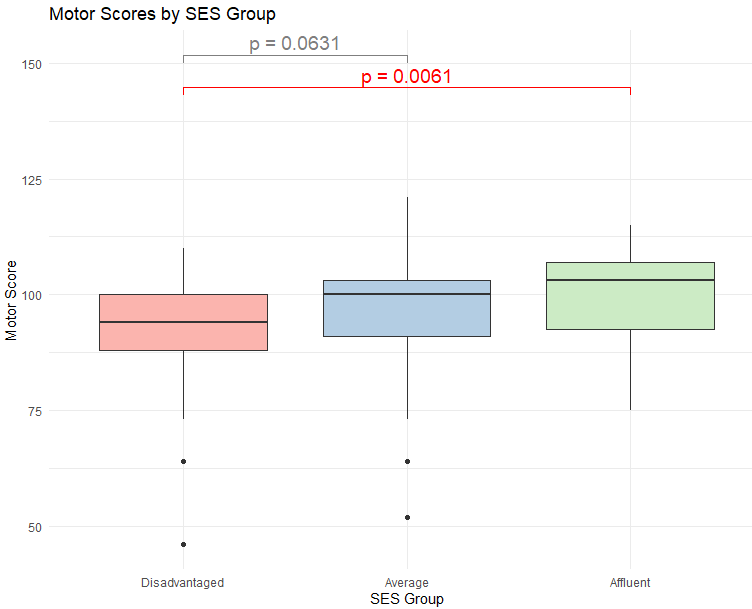 Motor Scores by SES Group
p = 0.0631
p = 0.0061
150
125
100
75
50
Motor Score
Disadvantaged
Average
Affluent
SES Group